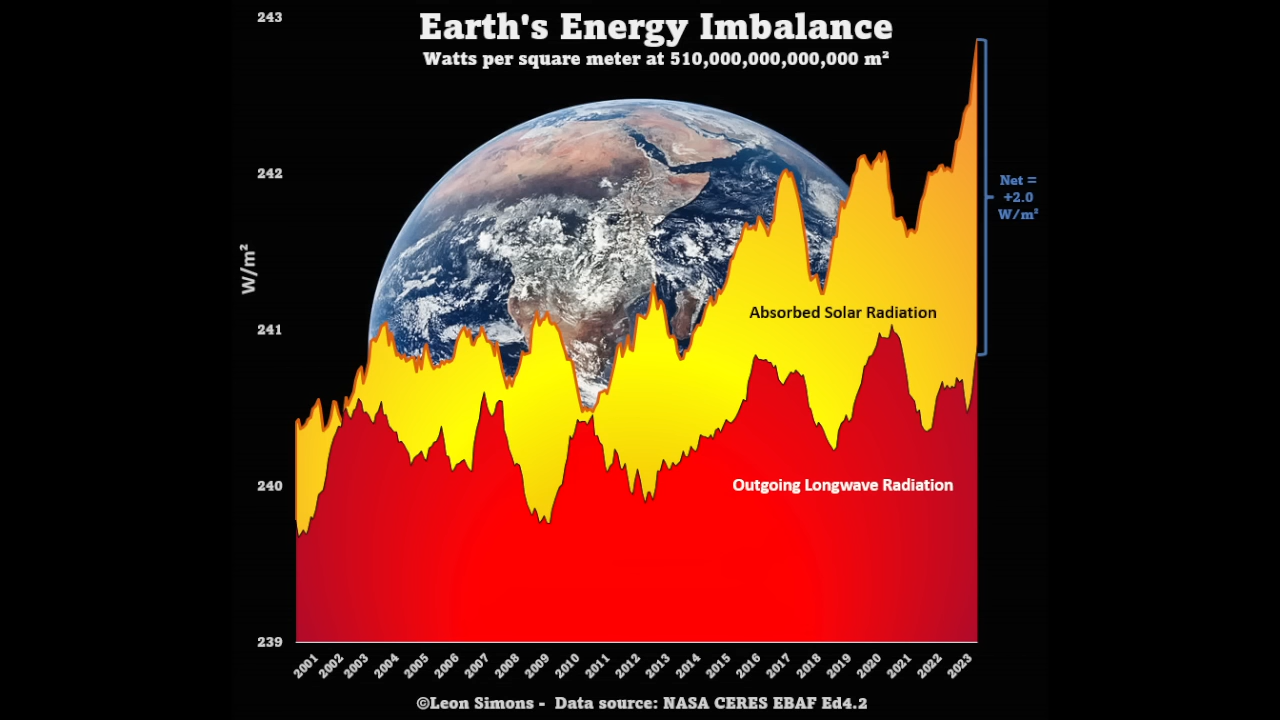 Earth's Energy Imbalance
Watts per square meter at 510,000,000,000,000 m²
243
242
241
240
239
W/m²
Net =
+2.0
W/m²
Absorbed Solar Radiation
Outgoing Longwave Radiation
2001 2002 2003 2004 2005 2006 2007 2008 2009 2010 2011 2012 2013 2014 2015 2016 2017 2018 2019 2020 2021 2022 2023
©Leon Simons - Data source: NASA CERES EBAF Ed4.2